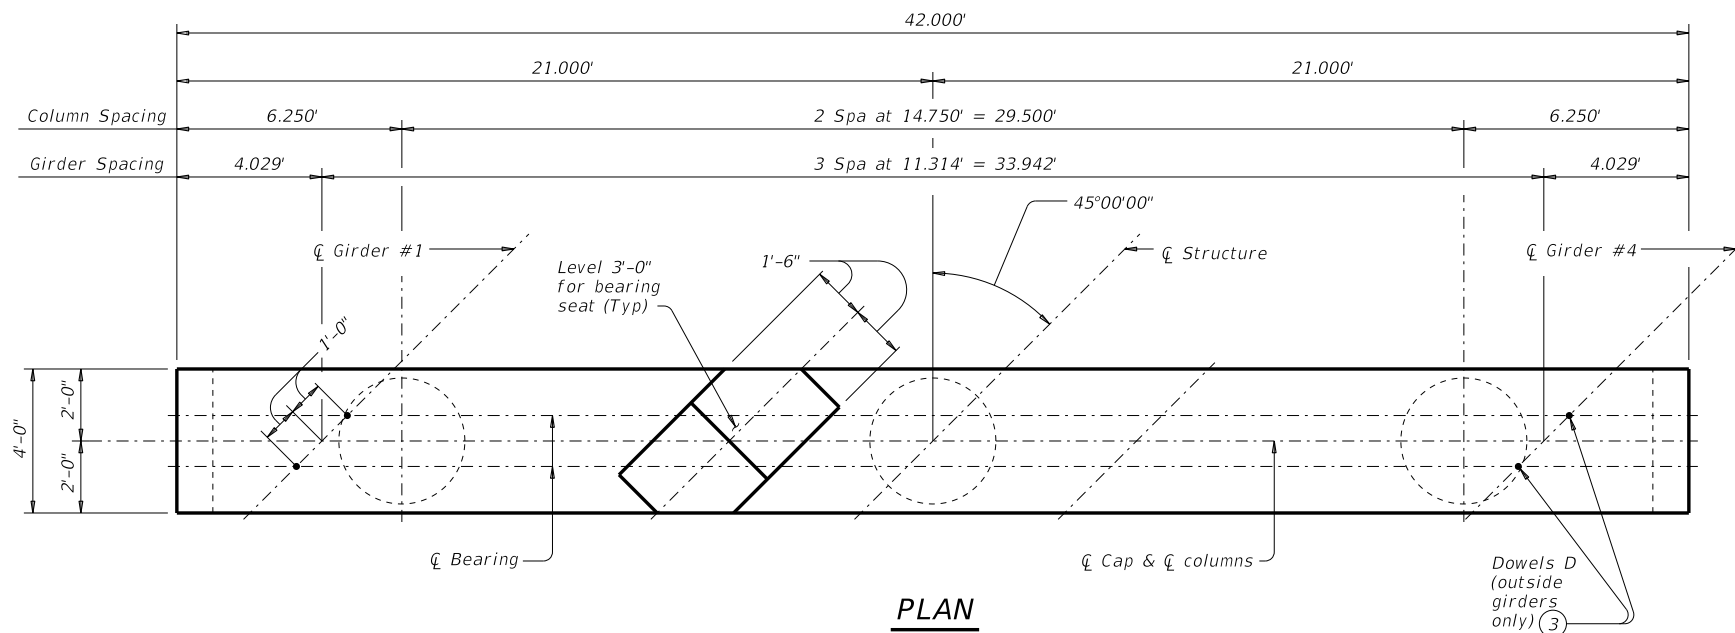 42.000'
21.000'
21.000'
Column Spacing
6.250'
2 Spa at 14.750' = 29.500'
6.250'
Girder Spacing
4.029'
3 Spa at 11.314' = 33.942'
4.029'
45°00'00"
℄ Girder #1
Level 3'-0"
for bearing
seat (Typ)
1'-6"
℄ Structure
℄ Girder #4
1'-0"
4'-0"
2'-0"
2'-0"
℄ Bearing
℄ Cap & ℄ columns
Dowels D
(outside
girders
only) 3
PLAN